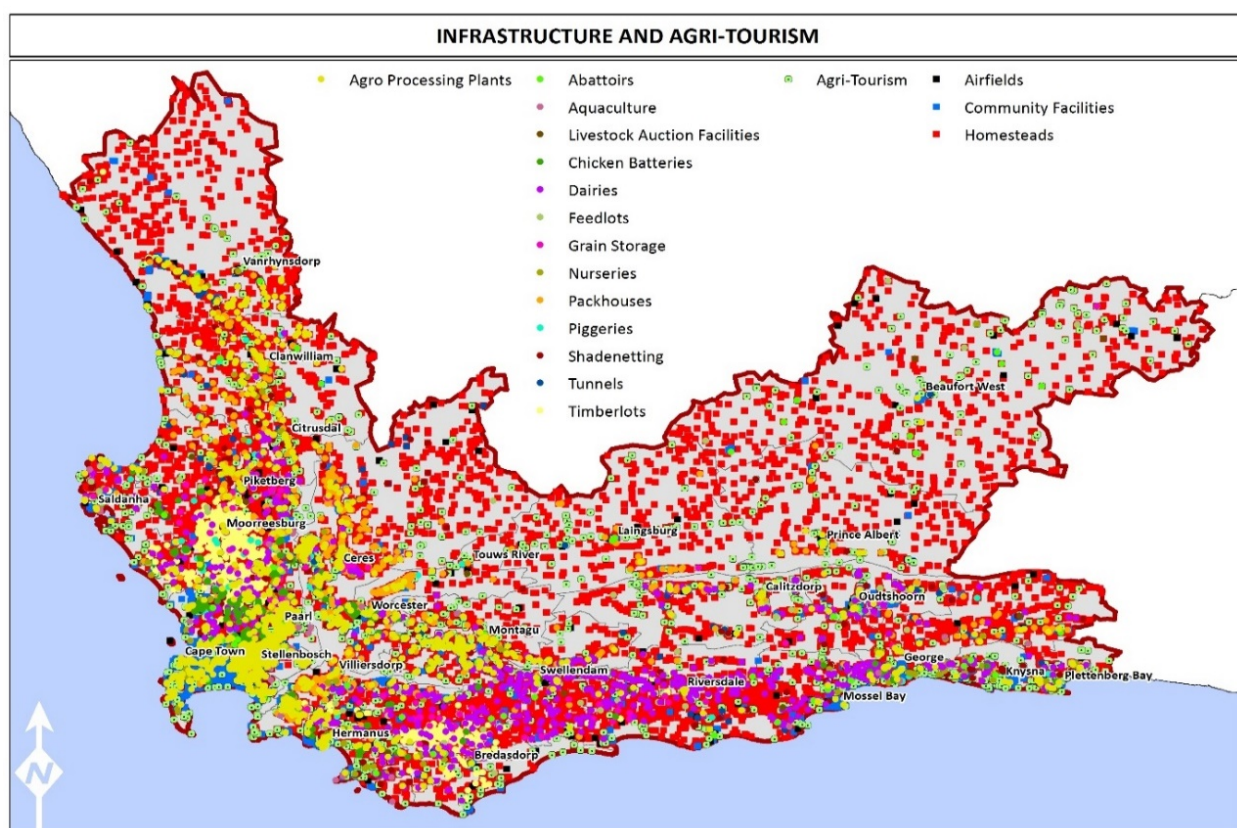 INFRASTRUCTURE AND AGRI-TOURISM
Agro Processing Plants
Abattoirs
Aquaculture
Livestock Auction Facilities
Chicken Batteries
Dairies
Feedlots
Grain Storage
Nurseries
Packhouses
Piggeries
Shadenetting
Tunnels
Timberlots
Agri-Tourism
Airfields
Community Facilities
Homesteads
Vanrhynsdorp
Clanwilliam
Beaufort West
Citrusdal
Piketberg
Saldanha
Moorreesburg
Laingsburg
Prince Albert
Ceres
Touws River
Calitzdorp
Oudtshoorn
Worcester
Paarl
Montagu
Cape Town
Stellenbosch
Villiersdorp
Swellendam
George
Riversdale
Knysna
Plettenberg Bay
Mossel Bay
Hermanus
Bredasdorp
N